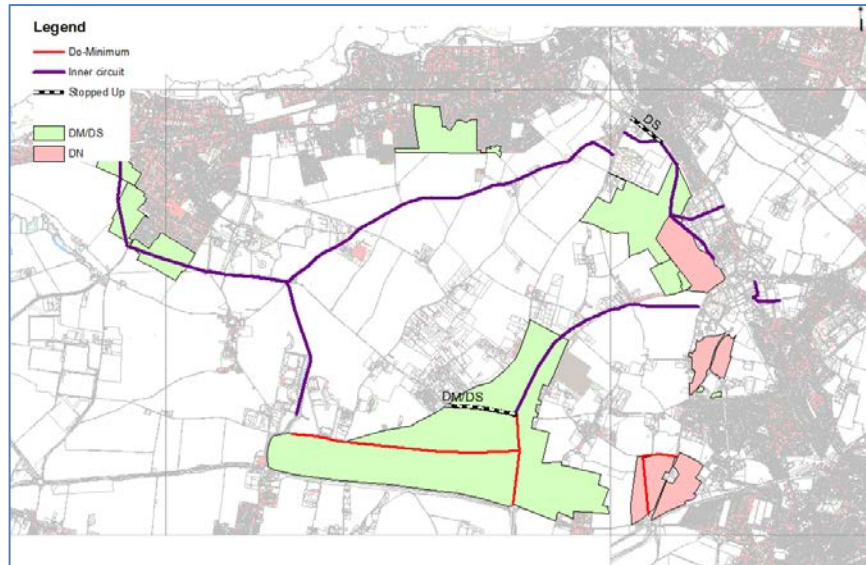 Legend
Do-Minimum
Inner circuit
Stopped Up
DM/DS
DN
DS
DM/DS